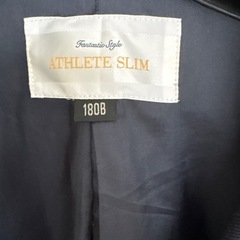 Fantastic Style
ATHLETE SLIM
180B